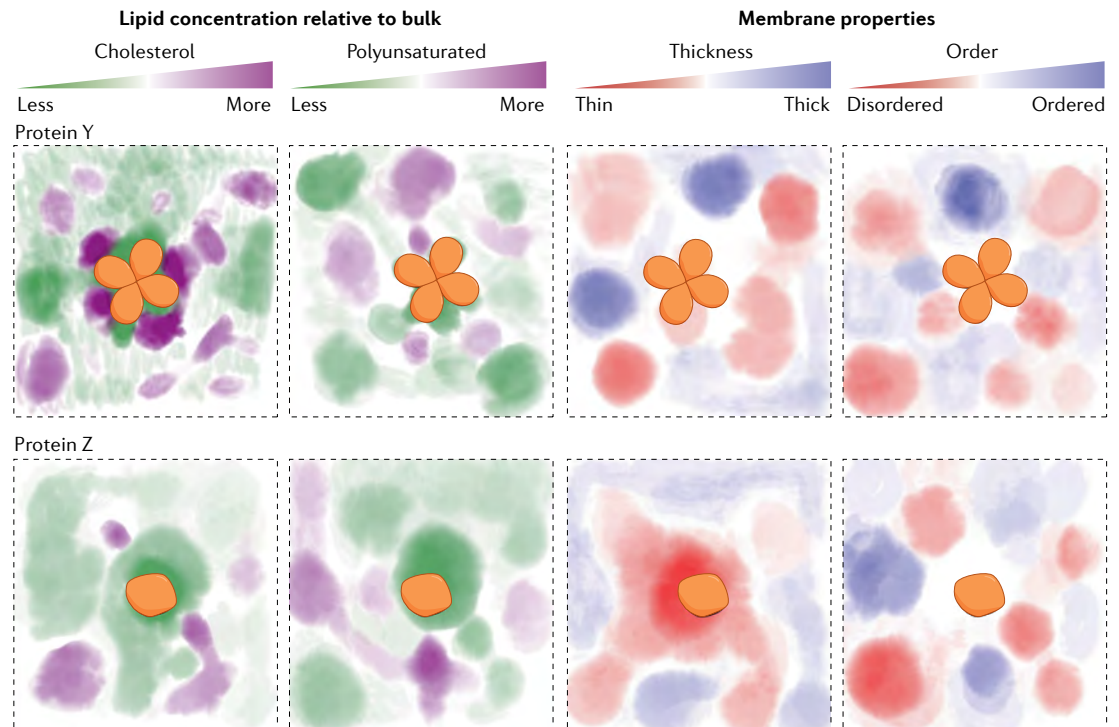 Lipid concentration relative to bulk
Membrane properties
Cholesterol
Polyunsaturated
Thickness
Order
Less
More
Less
More
Thin
Thick
Disordered
Ordered
Protein Y
Protein Z